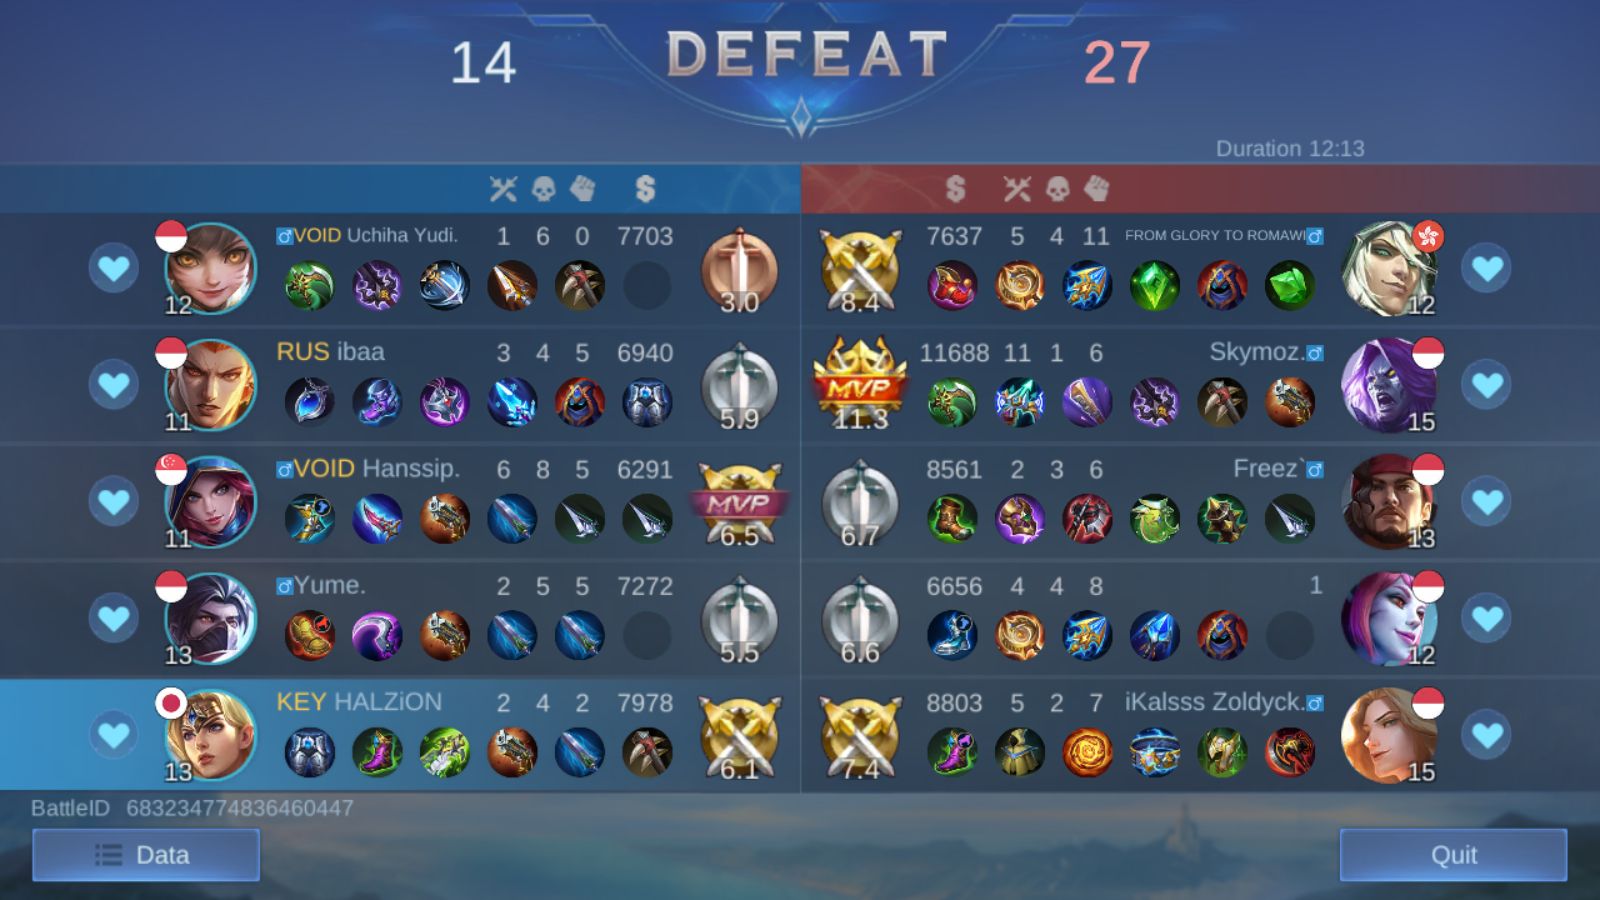 14 DEFEAT 27
Duration 12:13
VOID Uchiha Yudi. 1 6 0 7703
12 3.0
8.4 7637 5 4 11 FROM GLORY TO ROMAWI
12
RUS ibaa 3 4 5 6940
11 5.9
MVP 11688 11 1 6 Skymoz.
11.3 15
VOID Hanssip. 6 8 5 6291
11 MVP 6.5
8561 2 3 6 Freez`
6.7 13
Yume. 2 5 5 7272
13 5.5
6656 4 4 8 1
6.6 12
KEY HALZiON 2 4 2 7978
13 6.1
8803 5 2 7 iKalsss Zoldyck.
7.4 15
BattleID 683234774836460447
Data
Quit